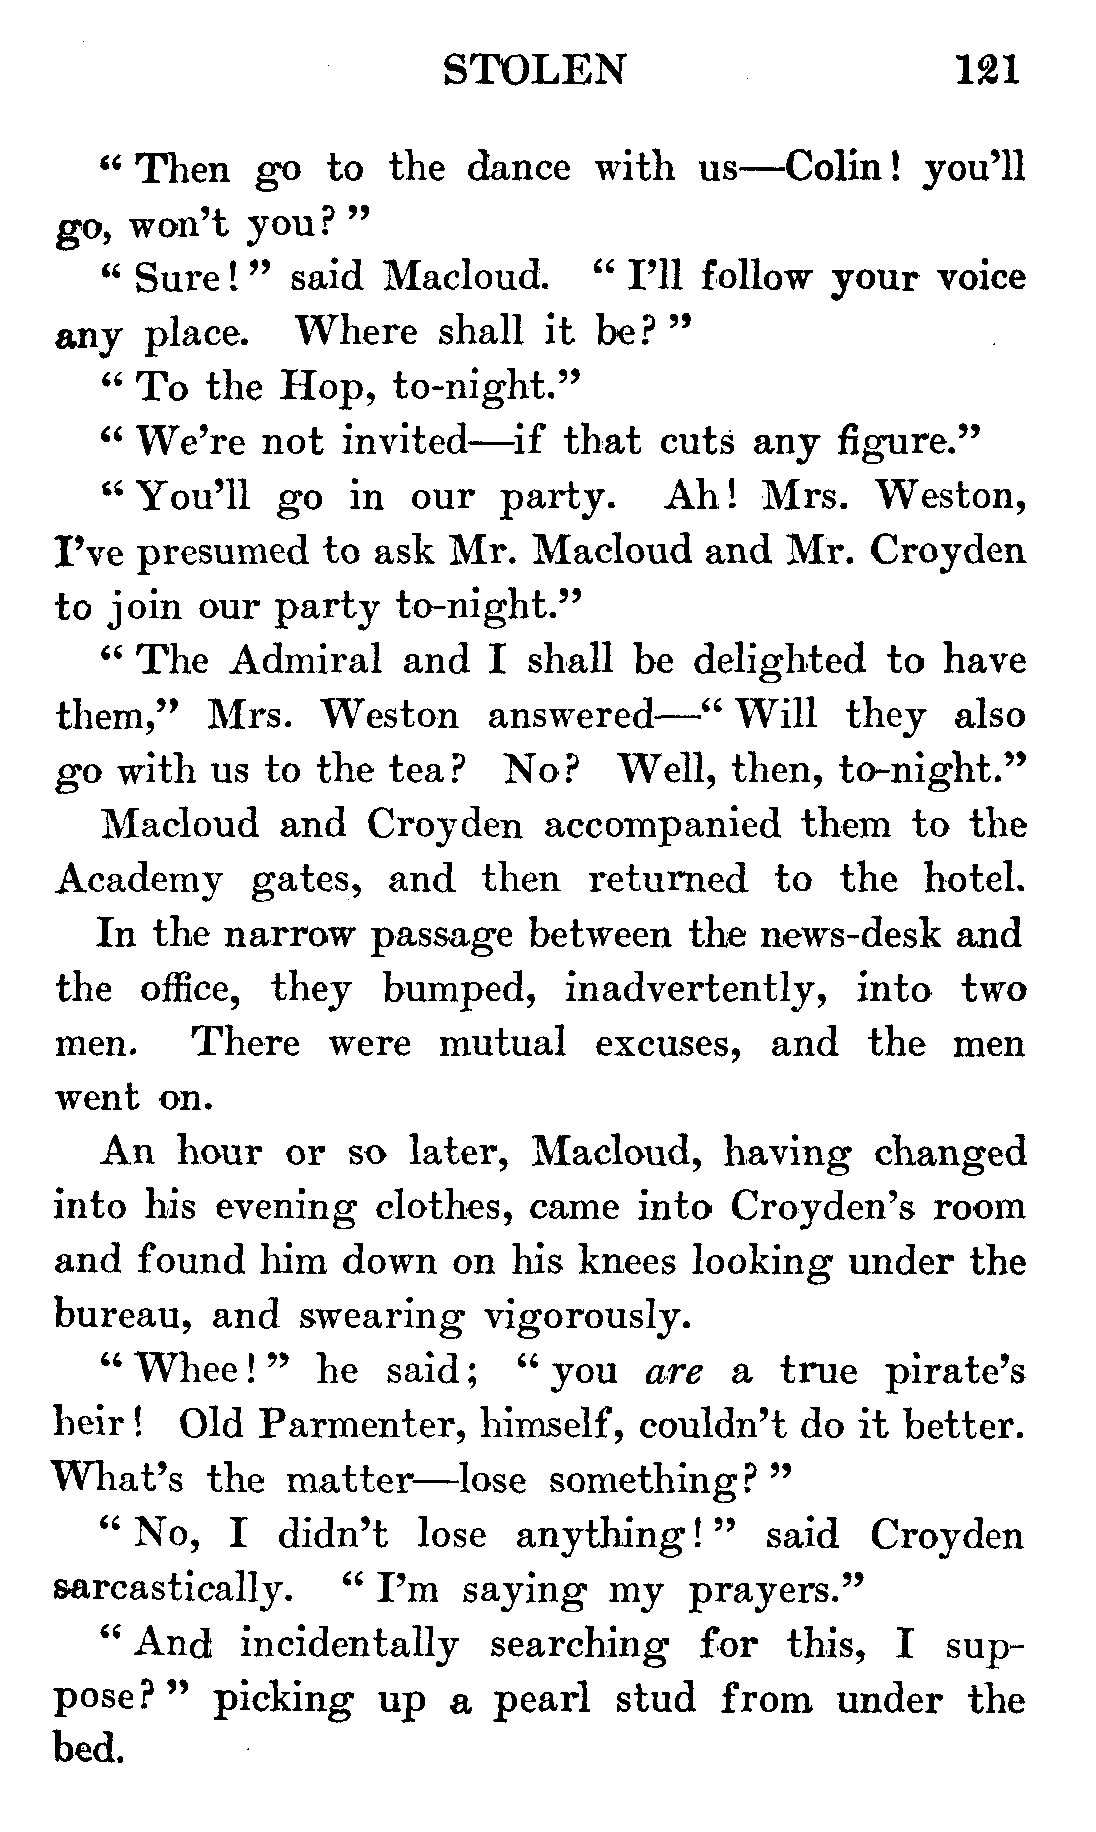 STOLEN 121
“ Then go to the dance with us—Colin! you’ll
go, won’t you? ”
“ Sure! ” said Macloud. “ I’ll follow your voice
any place. Where shall it be? ”
“ To the Hop, to-night.”
“ We’re not invited—if that cuts any figure.”
“ You’ll go in our party. Ah! Mrs. Weston,
I’ve presumed to ask Mr. Macloud and Mr. Croyden
to join our party to-night.”
“ The Admiral and I shall be delighted to have
them,” Mrs. Weston answered—“ Will they also
go with us to the tea? No? Well, then, to-night.”
Macloud and Croyden accompanied them to the
Academy gates, and then returned to the hotel.
In the narrow passage between the news-desk and
the office, they bumped, inadvertently, into two
men. There were mutual excuses, and the men
went on.
An hour or so later, Macloud, having changed
into his evening clothes, came into Croyden’s room
and found him down on his knees looking under the
bureau, and swearing vigorously.
“ Whee! ” he said; “ you are a true pirate’s
heir! Old Parmenter, himself, couldn’t do it better.
What’s the matter—lose something? ”
“ No, I didn’t lose anything! ” said Croyden
sarcastically. “ I’m saying my prayers.”
“ And incidentally searching for this, I sup-
pose? ” picking up a pearl stud from under the
bed.